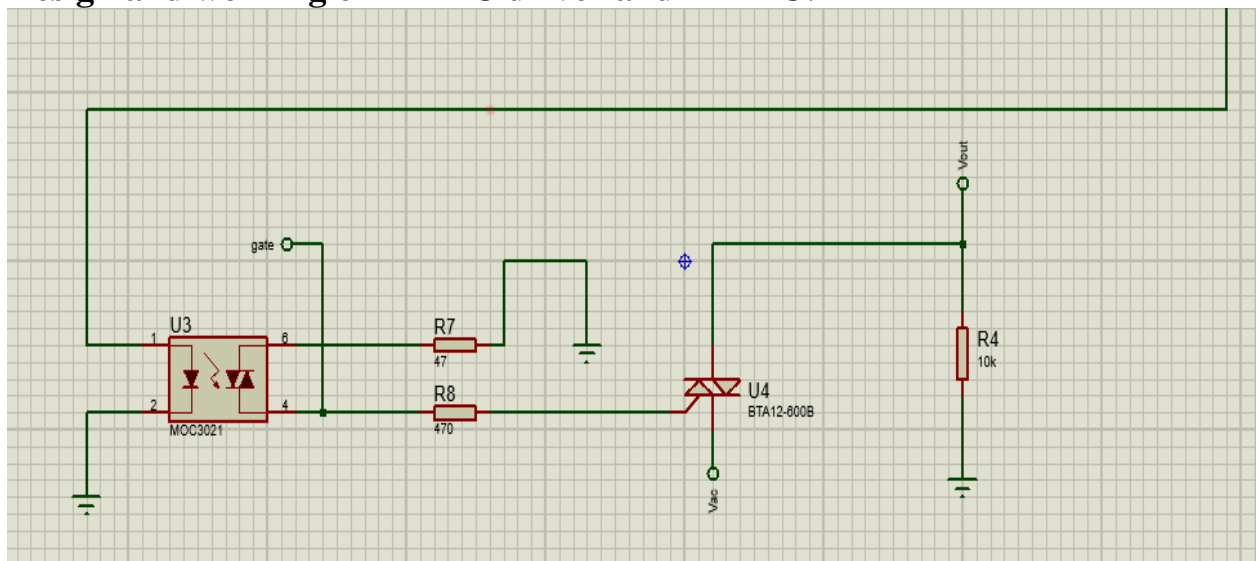 Vout
gate
U3
1
6
R7
47
2
4
MOC3021
R8
470
U4
BTA12-600B
Vac
R4
10k